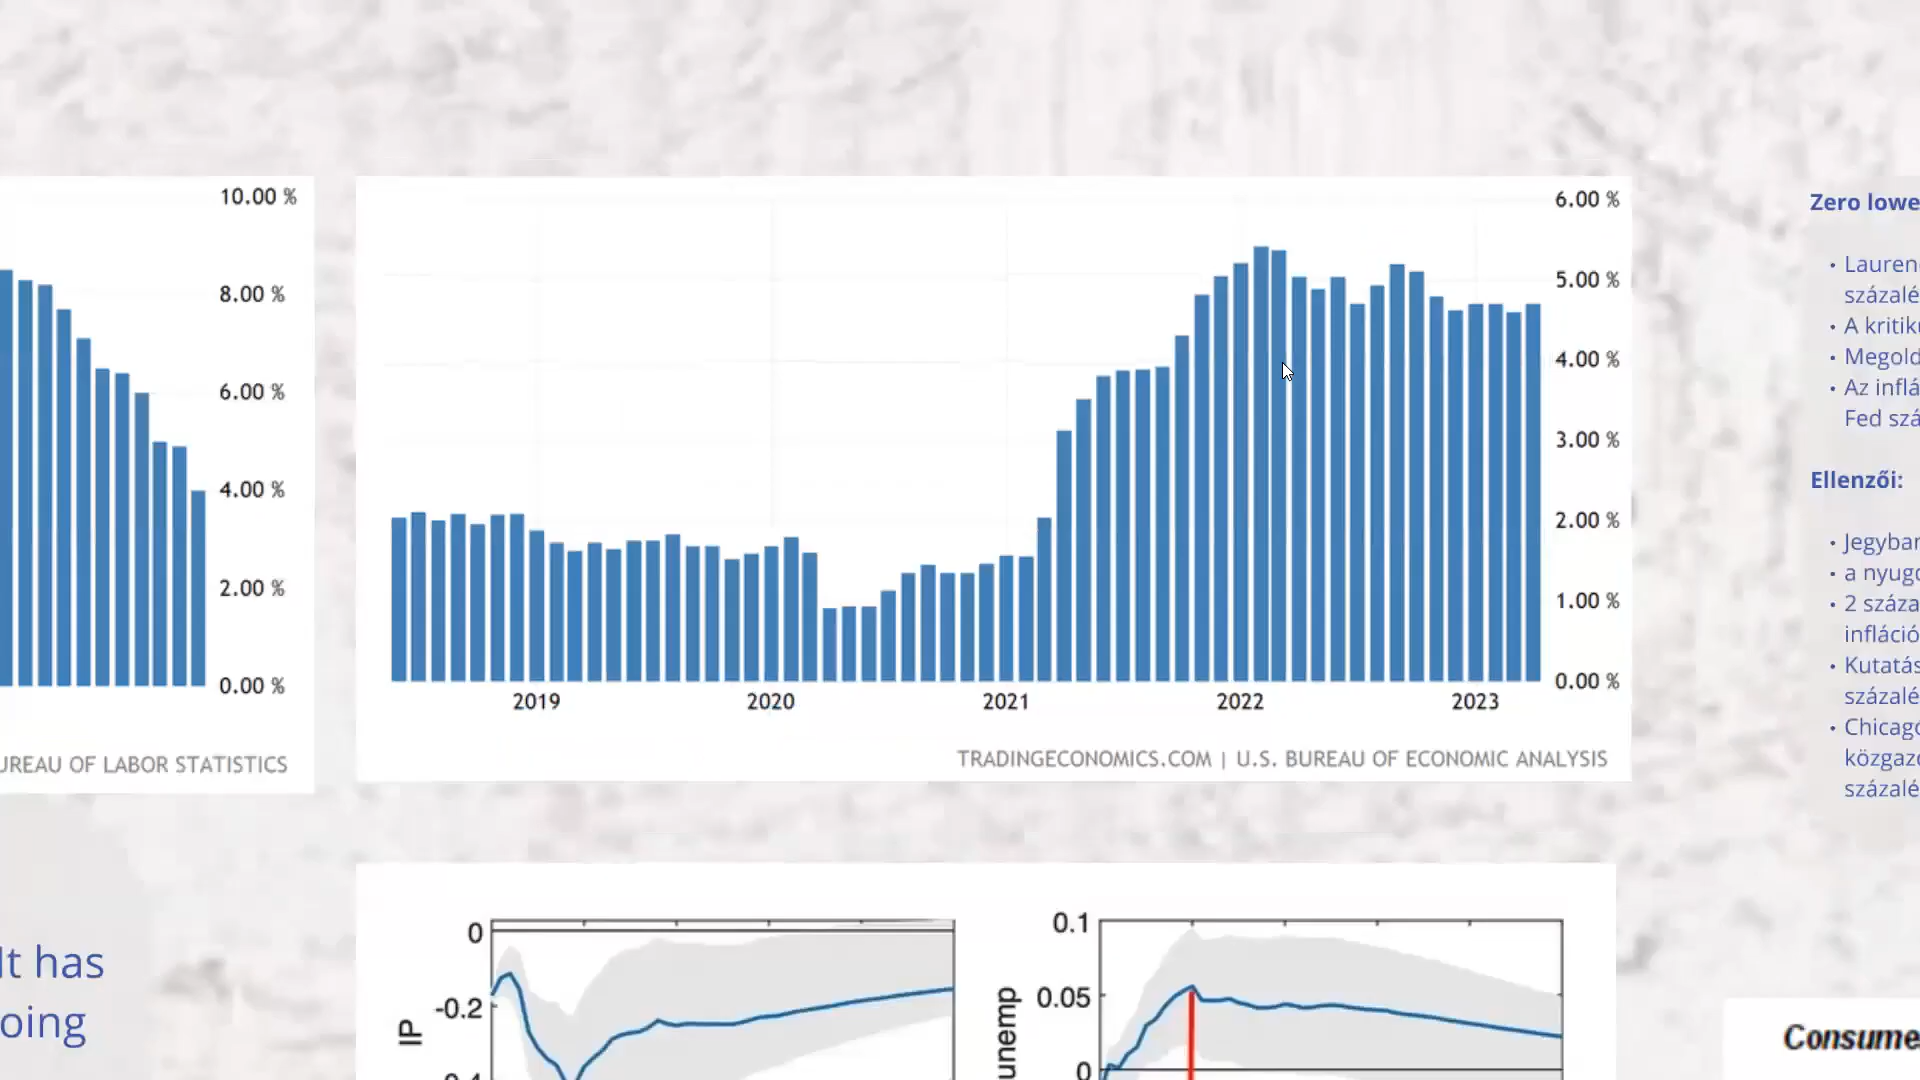 10.00 %
8.00 %
6.00 %
4.00 %
2.00 %
0.00 %
UREAU OF LABOR STATISTICS
6.00 %
5.00 %
4.00 %
3.00 %
2.00 %
1.00 %
0.00 %
2019 2020 2021 2022 2023
TRADINGECONOMICS.COM | U.S. BUREAU OF ECONOMIC ANALYSIS
Zero lowe
• Lauren
százalé
• A kritik
• Megold
• Az inflá
Fed szá
Ellenzői:
• Jegyban
• a nyugd
• 2 száza
infláció
• Kutatás
százalé
• Chicago
közgazd
százalé
It has
oing
0
-0.2
IP
0.1
0.05
0
unemp
Consume